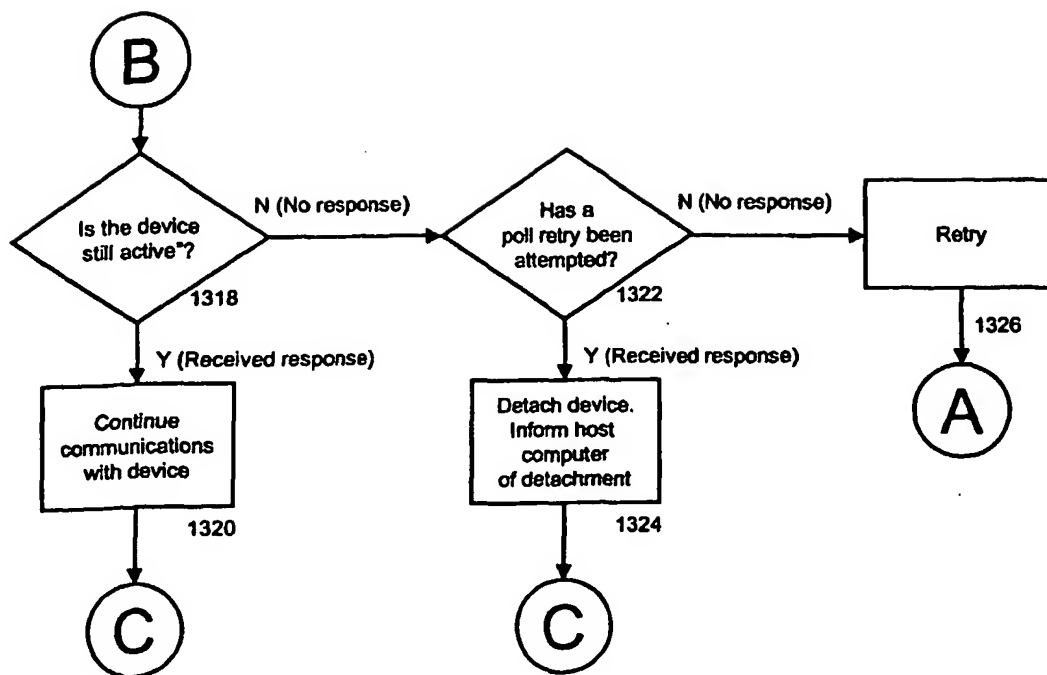 B
Is the device
still active"?
1318
N (No response)
Has a
poll retry been
attempted?
1322
N (No response)
Retry
1326
A
Y (Received response)
Continue
communications
with device
1320
C
Y (Received response)
Detach device.
Inform host
computer
of detachment
1324
C